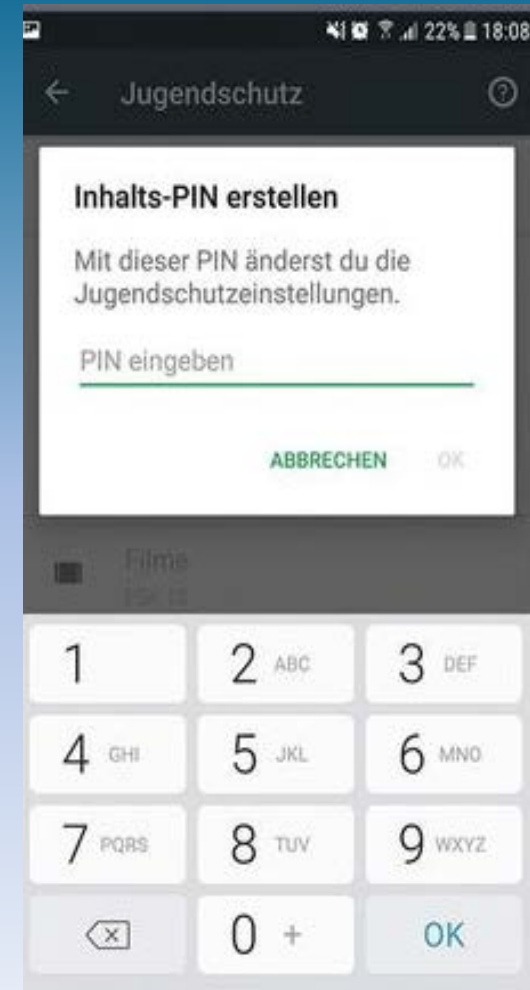 22% 18:08
Jugendschutz
Inhalts-PIN erstellen
Mit dieser PIN änderst du die
Jugendschutzeinstellungen.
PIN eingeben
ABBRECHEN OK
Filme
1 2 ABC 3 DEF
4 GHI 5 JKL 6 MNO
7 PQRS 8 TUV 9 WXYZ
0 + OK